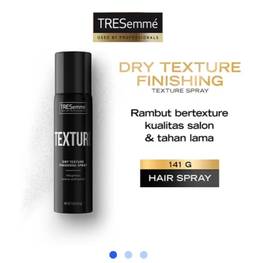 TRESemmé
USED BY PROFESSIONALS
DRY TEXTURE
FINISHING
TEXTURE SPRAY
Rambut bertexture
kualitas salon
& tahan lama
141 G
HAIR SPRAY
TRESemmé
TEXTUR
DRY TEXTURE
FINISHING SPRAY